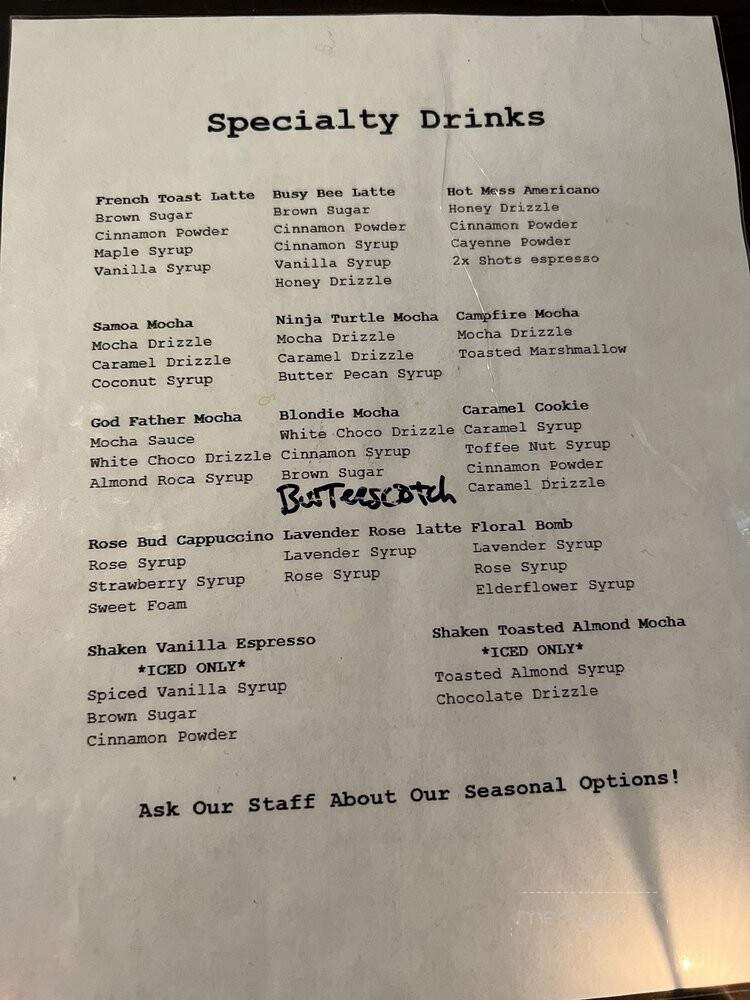 Specialty Drinks
French Toast Latte
Brown Sugar
Cinnamon Powder
Maple Syrup
Vanilla Syrup
Busy Bee Latte
Brown Sugar
Cinnamon Powder
Cinnamon Syrup
Vanilla Syrup
Honey Drizzle
Hot Mess Americano
Honey Drizzle
Cinnamon Powder
Cayenne Powder
2x Shots espresso
Samoa Mocha
Mocha Drizzle
Caramel Drizzle
Coconut Syrup
Ninja Turtle Mocha
Mocha Drizzle
Caramel Drizzle
Butter Pecan Syrup
Campfire Mocha
Mocha Drizzle
Toasted Marshmallow
God Father Mocha
Mocha Sauce
White Choco Drizzle
Almond Roca Syrup
Blondie Mocha
White Choco Drizzle
Cinnamon Syrup
Brown Sugar
ButTerscotch
Caramel Cookie
Caramel Syrup
Toffee Nut Syrup
Cinnamon Powder
Caramel Drizzle
Rose Bud Cappuccino
Rose Syrup
Strawberry Syrup
Sweet Foam
Lavender Rose latte
Lavender Syrup
Rose Syrup
Floral Bomb
Lavender Syrup
Rose Syrup
Elderflower Syrup
Shaken Vanilla Espresso
*ICED ONLY*
Spiced Vanilla Syrup
Brown Sugar
Cinnamon Powder
Shaken Toasted Almond Mocha
*ICED ONLY*
Toasted Almond Syrup
Chocolate Drizzle
Ask Our Staff About Our Seasonal Options!